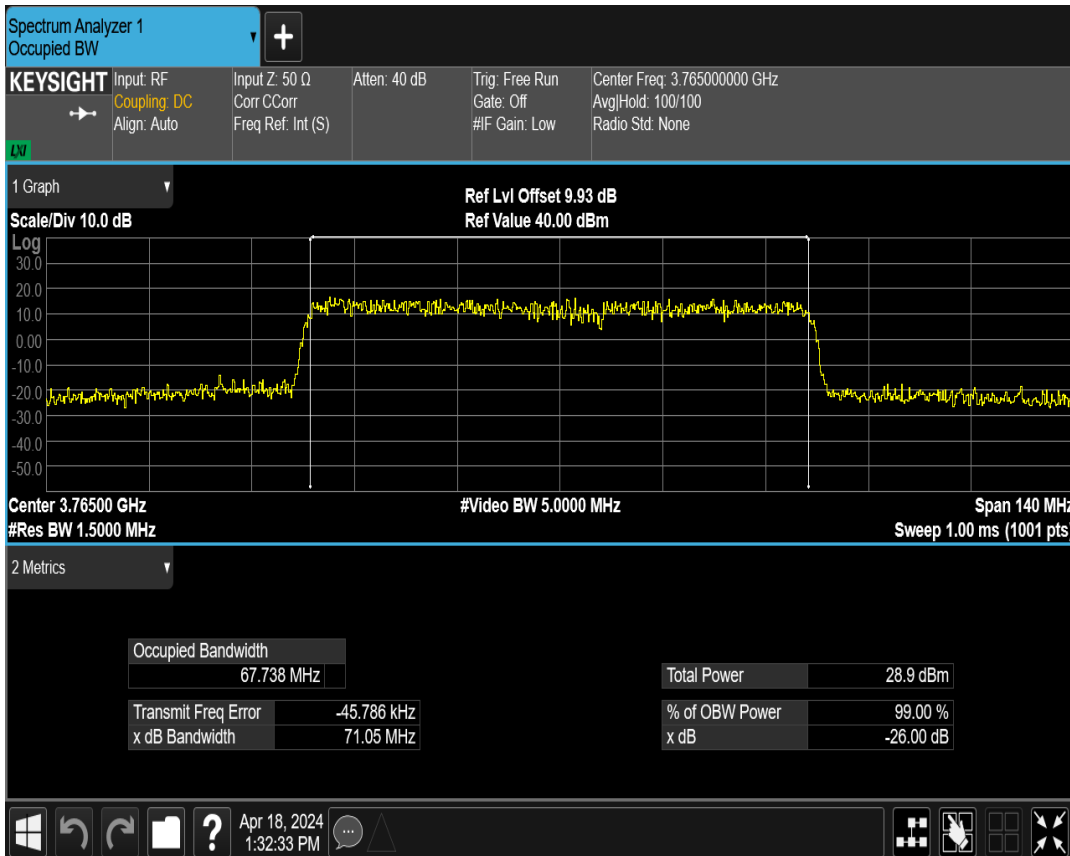 Spectrum Analyzer 1
Occupied BW
+
KEYSIGHT
Input: RF
Coupling: DC
Align: Auto
Input Z: 50 Ω
Corr CCorr
Freq Ref: Int (S)
Atten: 40 dB
Trig: Free Run
Gate: Off
#IF Gain: Low
Center Freq: 3.765000000 GHz
Avg|Hold: 100/100
Radio Std: None
LXI
1 Graph
Scale/Div 10.0 dB
Ref Lvl Offset 9.93 dB
Ref Value 40.00 dBm
Log
30.0
20.0
10.0
0.00
-10.0
-20.0
-30.0
-40.0
-50.0
Center 3.76500 GHz
#Video BW 5.0000 MHz
Span 140 MHz
#Res BW 1.5000 MHz
Sweep 1.00 ms (1001 pts)
2 Metrics
Occupied Bandwidth
67.738 MHz
Total Power 28.9 dBm
Transmit Freq Error -45.786 kHz
% of OBW Power 99.00 %
x dB Bandwidth 71.05 MHz
x dB -26.00 dB
?
Apr 18, 2024
1:32:33 PM